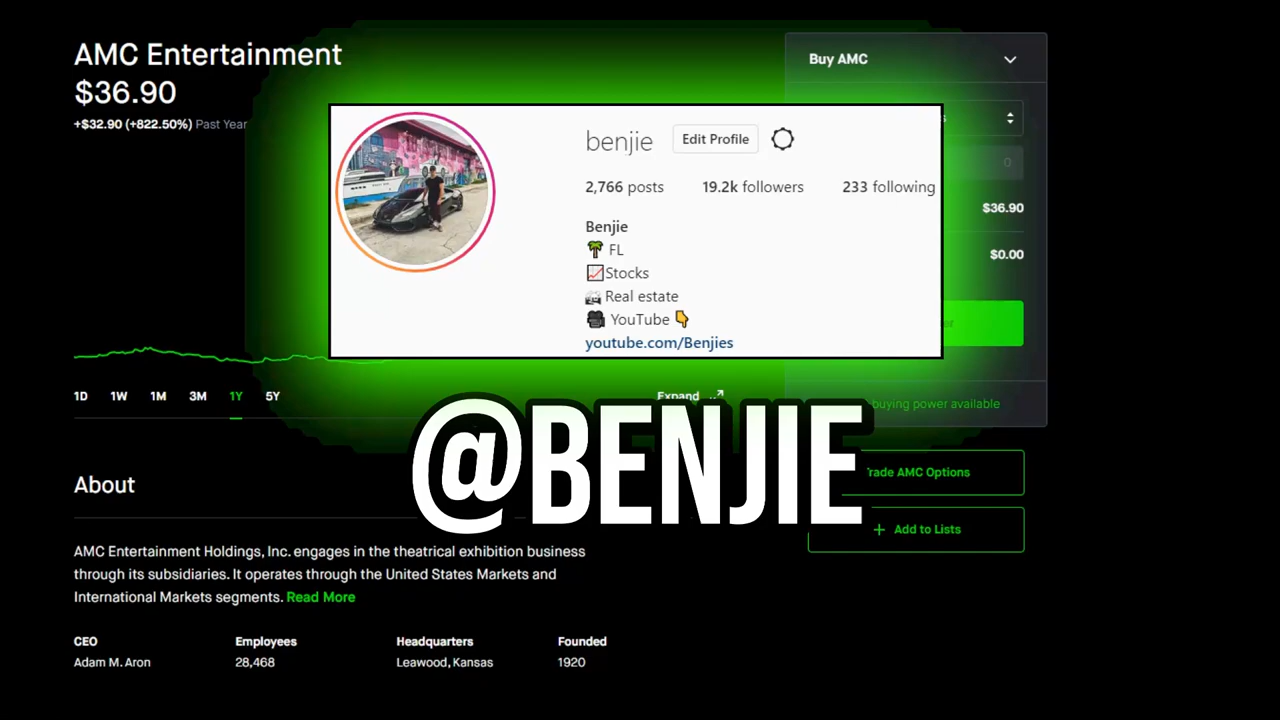 AMC Entertainment
$36.90
+$32.90 (+822.50%) Past Year
Buy AMC
benjie Edit Profile
2,766 posts 19.2k followers 233 following
Benjie
FL
Stocks
Real estate
YouTube
youtube.com/Benjies
0
$36.90
$0.00
buying power available
1D 1W 1M 3M 1Y 5Y
Expand
@BENJIE
Trade AMC Options
+ Add to Lists
About
AMC Entertainment Holdings, Inc. engages in the theatrical exhibition business
through its subsidiaries. It operates through the United States Markets and
International Markets segments. Read More
CEO Employees Headquarters Founded
Adam M. Aron 28,468 Leawood, Kansas 1920